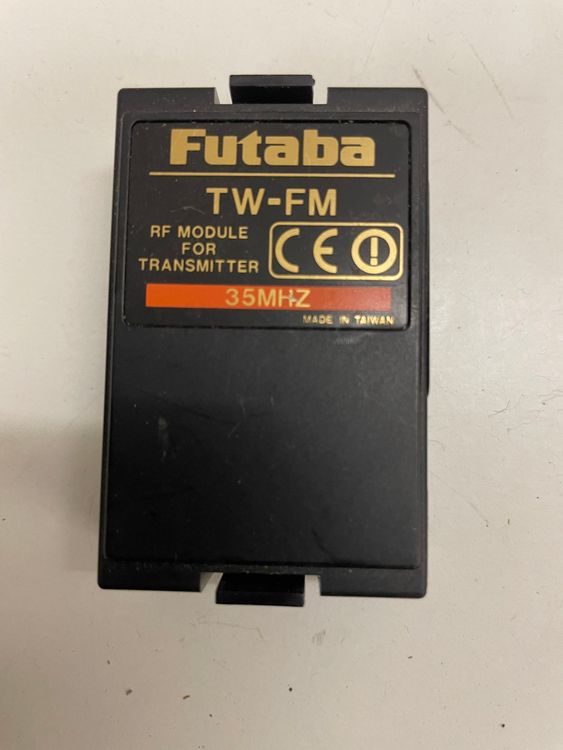 Futaba
TW-FM
RF MODULE
FOR
TRANSMITTER
CE
35MHZ
MADE IN TAIWAN